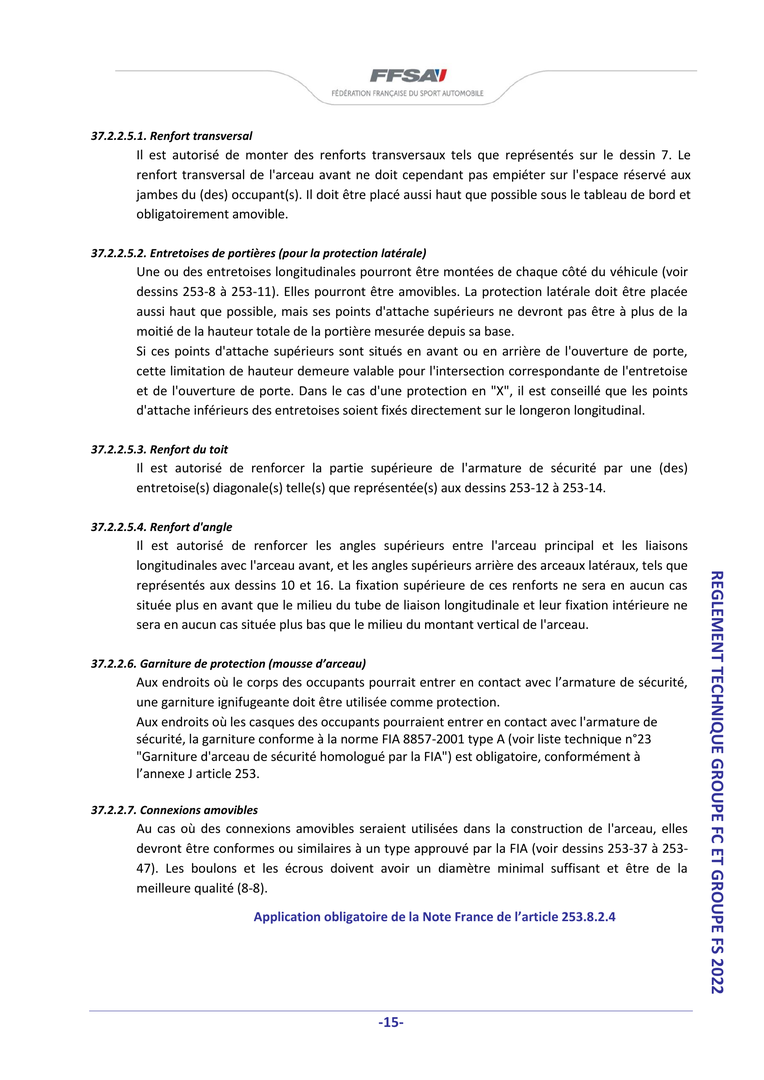 FFSA
FÉDÉRATION FRANÇAISE DU SPORT AUTOMOBILE
37.2.2.5.1. Renfort transversal
Il est autorisé de monter des renforts transversaux tels que représentés sur le dessin 7. Le
renfort transversal de l'arceau avant ne doit cependant pas empiéter sur l'espace réservé aux
jambes du (des) occupant(s). Il doit être placé aussi haut que possible sous le tableau de bord et
obligatoirement amovible.
37.2.2.5.2. Entretoises de portières (pour la protection latérale)
Une ou des entretoises longitudinales pourront être montées de chaque côté du véhicule (voir
dessins 253-8 à 253-11). Elles pourront être amovibles. La protection latérale doit être placée
aussi haut que possible, mais ses points d'attache supérieurs ne devront pas être à plus de la
moitié de la hauteur totale de la portière mesurée depuis sa base.
Si ces points d'attache supérieurs sont situés en avant ou en arrière de l'ouverture de porte,
cette limitation de hauteur demeure valable pour l'intersection correspondante de l'entretoise
et de l'ouverture de porte. Dans le cas d'une protection en "X", il est conseillé que les points
d'attache inférieurs des entretoises soient fixés directement sur le longeron longitudinal.
37.2.2.5.3. Renfort du toit
Il est autorisé de renforcer la partie supérieure de l'armature de sécurité par une (des)
entretoise(s) diagonale(s) telle(s) que représentée(s) aux dessins 253-12 à 253-14.
37.2.2.5.4. Renfort d'angle
Il est autorisé de renforcer les angles supérieurs entre l'arceau principal et les liaisons
longitudinales avec l'arceau avant, et les angles supérieurs arrière des arceaux latéraux, tels que
représentés aux dessins 10 et 16. La fixation supérieure de ces renforts ne sera en aucun cas
située plus en avant que le milieu du tube de liaison longitudinale et leur fixation intérieure ne
sera en aucun cas située plus bas que le milieu du montant vertical de l'arceau.
37.2.2.6. Garniture de protection (mousse d’arceau)
Aux endroits où le corps des occupants pourrait entrer en contact avec l’armature de sécurité,
une garniture ignifugeante doit être utilisée comme protection.
Aux endroits où les casques des occupants pourraient entrer en contact avec l'armature de
sécurité, la garniture conforme à la norme FIA 8857-2001 type A (voir liste technique n°23
"Garniture d'arceau de sécurité homologué par la FIA") est obligatoire, conformément à
l’annexe J article 253.
37.2.2.7. Connexions amovibles
Au cas où des connexions amovibles seraient utilisées dans la construction de l'arceau, elles
devront être conformes ou similaires à un type approuvé par la FIA (voir dessins 253-37 à 253-
47). Les boulons et les écrous doivent avoir un diamètre minimal suffisant et être de la
meilleure qualité (8-8).
Application obligatoire de la Note France de l’article 253.8.2.4
REGLEMENT TECHNIQUE GROUPE FC ET GROUPE FS 2022
-15-